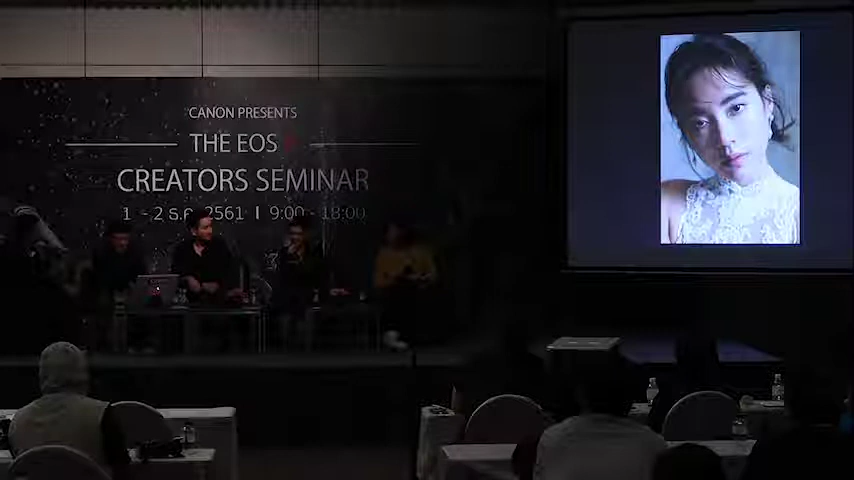 CANON PRESENTS
THE EOS R
CREATORS SEMINAR
1 - 2 ธ.ค. 2561 | 9:00 - 18:00